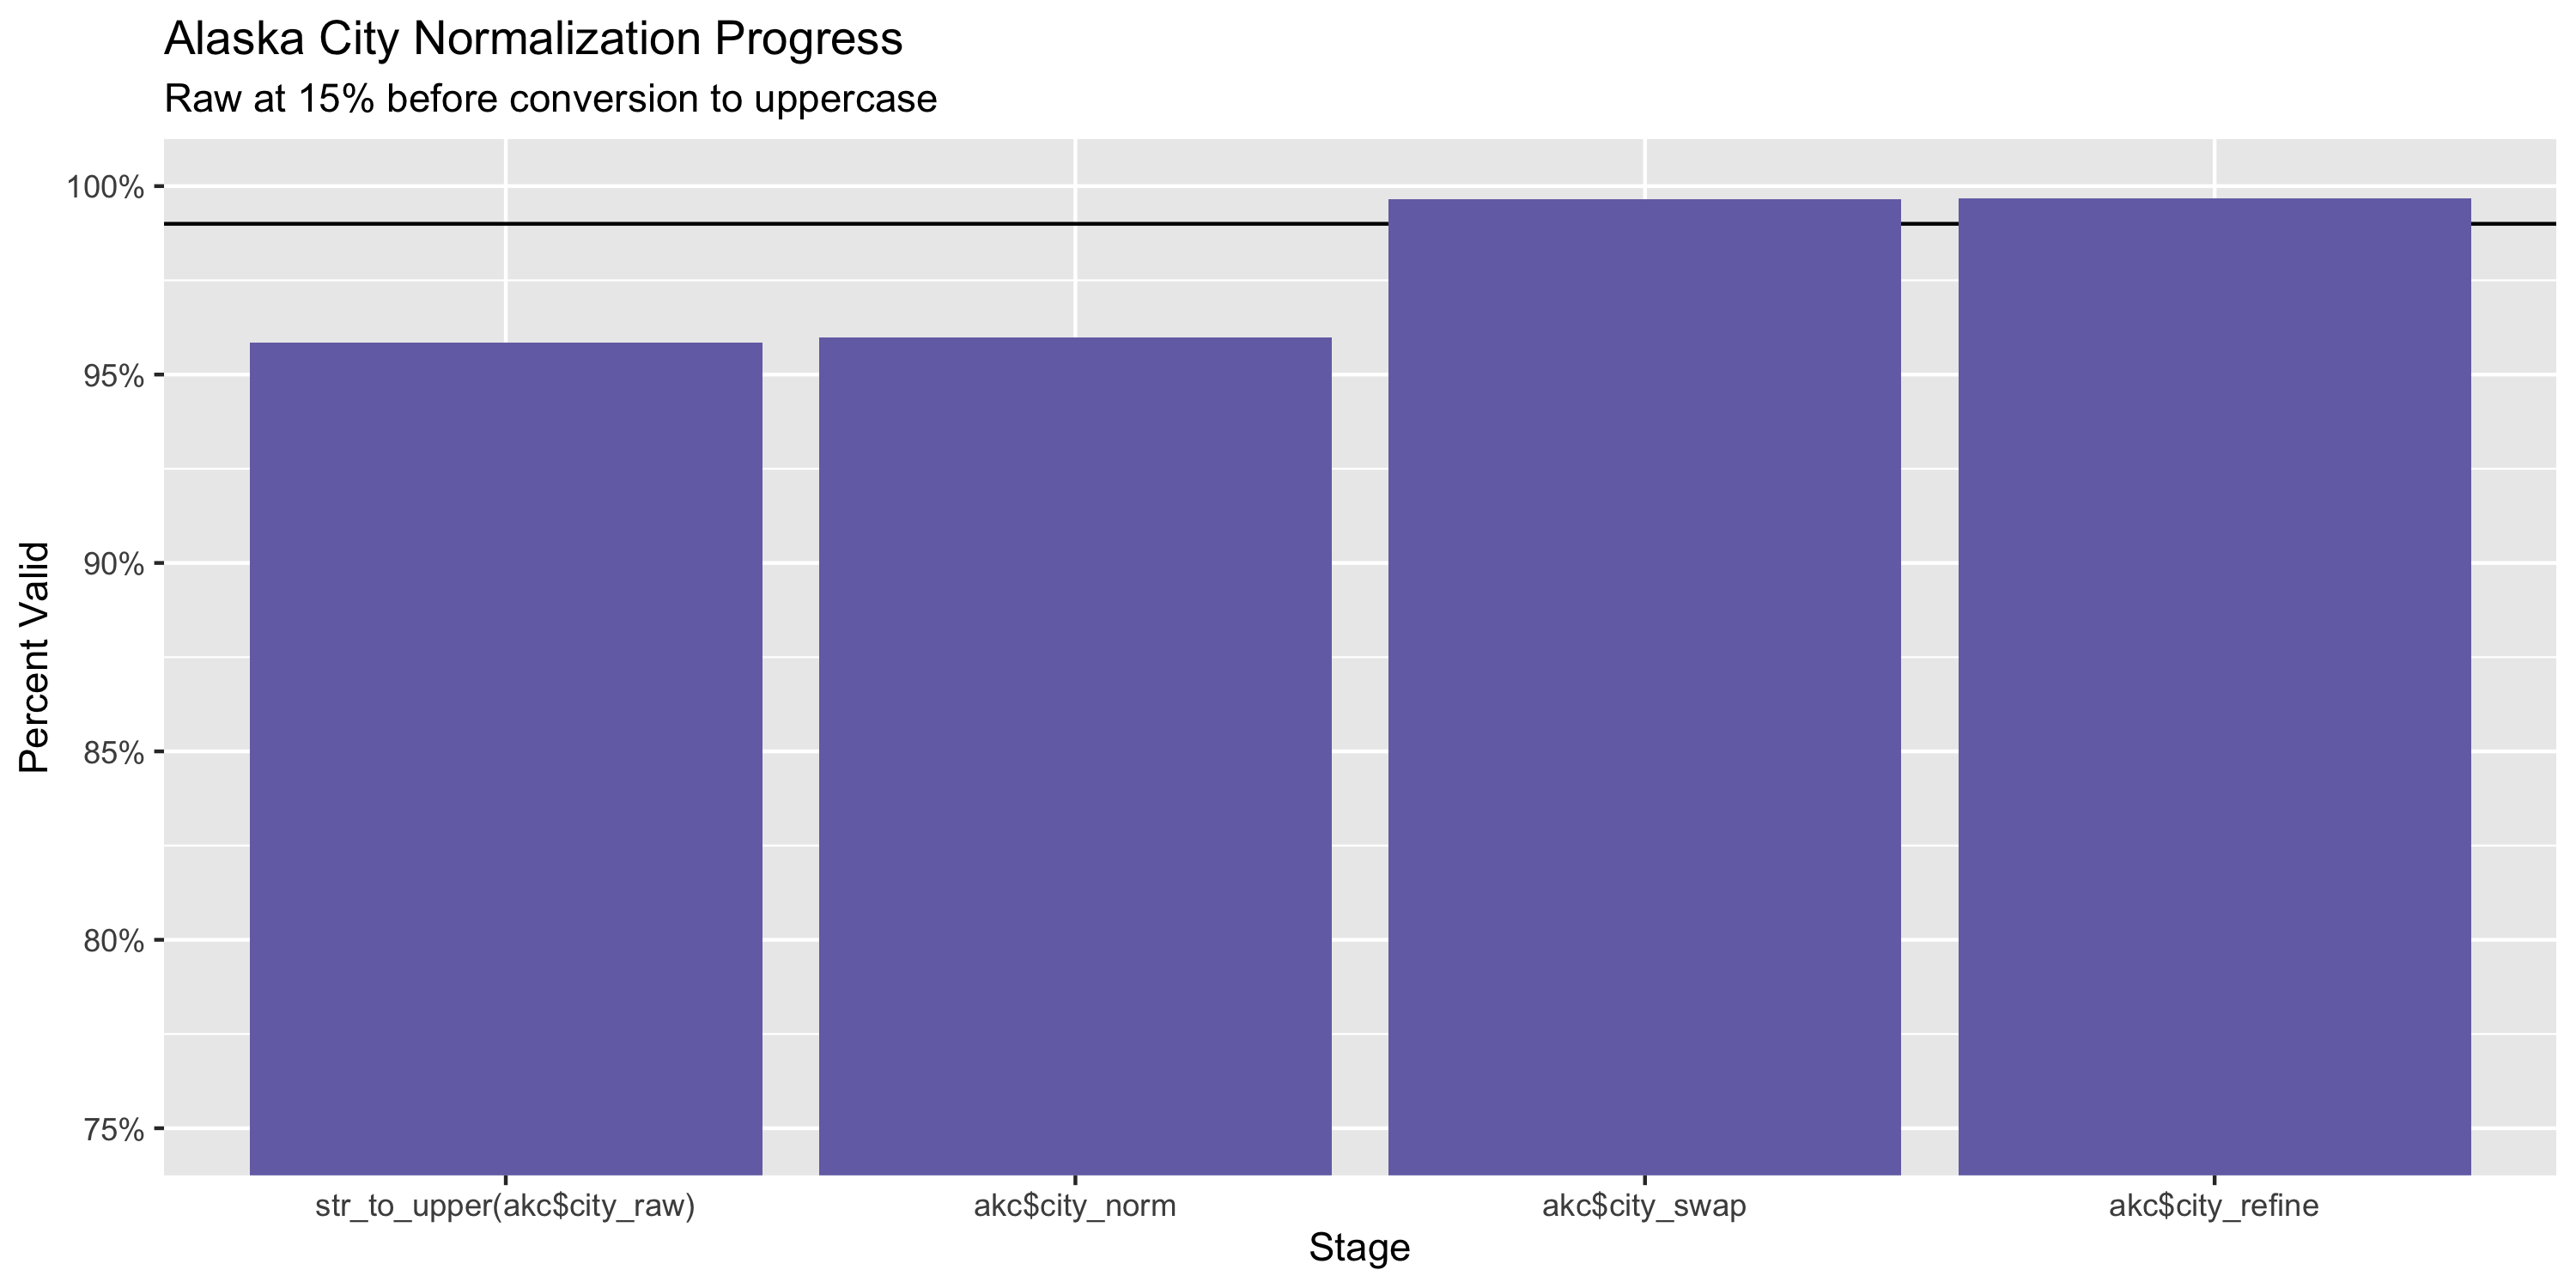 Alaska City Normalization Progress
Raw at 15% before conversion to uppercase
100%
95%
90%
85%
80%
75%
Percent Valid
str_to_upper(akc$city_raw)
akc$city_norm
akc$city_swap
akc$city_refine
Stage